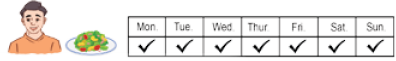 Mon. Tue. Wed. Thur. Fri. Sat. Sun.
✓ ✓ ✓ ✓ ✓ ✓ ✓